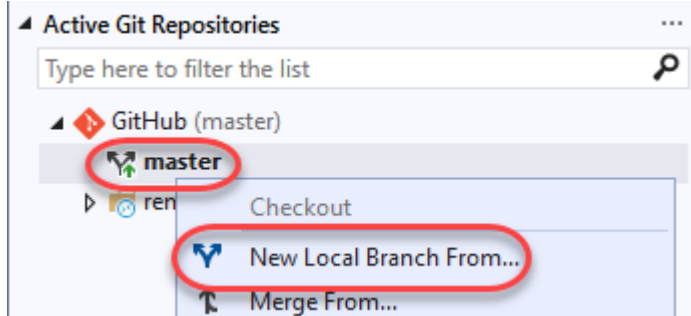 Active Git Repositories
...
Type here to filter the list
GitHub (master)
master
ren
Checkout
New Local Branch From...
Merge From...